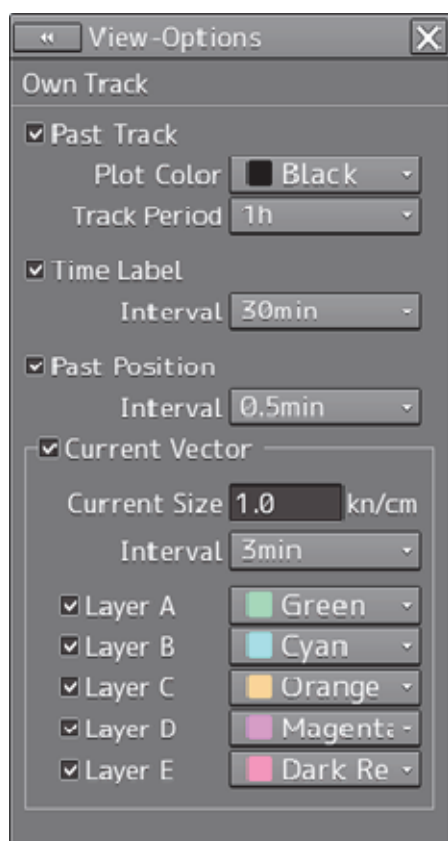 View-Options
Own Track
Past Track
Plot Color Black
Track Period 1h
Time Label
Interval 30min
Past Position
Interval 0.5min
Current Vector
Current Size 1.0 kn/cm
Interval 3min
Layer A Green
Layer B Cyan
Layer C Orange
Layer D Magenta
Layer E Dark Re